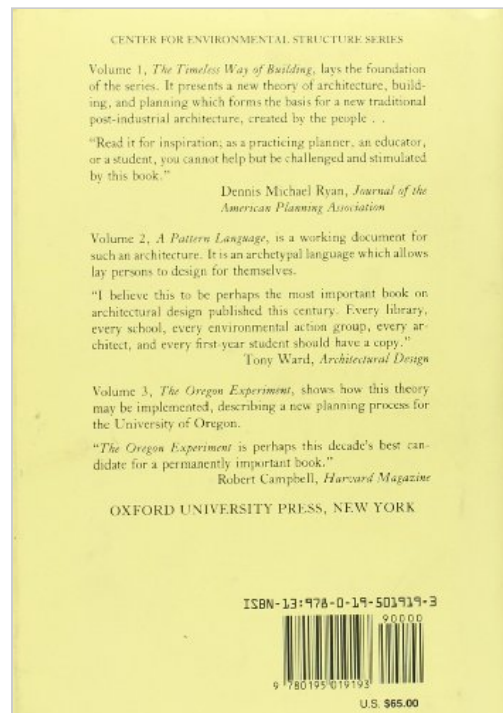 CENTER FOR ENVIRONMENTAL STRUCTURE SERIES
Volume 1, The Timeless Way of Building, lays the foundation
of the series. It presents a new theory of architecture, build-
ing, and planning which forms the basis for a new traditional
post-industrial architecture, created by the people . .
“Read it for inspiration; as a practicing planner, an educator,
or a student, you cannot help but be challenged and stimulated
by this book.”
Dennis Michael Ryan, Journal of the
American Planning Association
Volume 2, A Pattern Language, is a working document for
such an architecture. It is an archetypal language which allows
lay persons to design for themselves.
“I believe this to be perhaps the most important book on
architectural design published this century. Every library,
every school, every environmental action group, every ar-
chitect, and every first-year student should have a copy.”
Tony Ward, Architectural Design
Volume 3, The Oregon Experiment, shows how this theory
may be implemented, describing a new planning process for
the University of Oregon.
“The Oregon Experiment is perhaps this decade’s best can-
didate for a permanently important book.”
Robert Campbell, Harvard Magazine
OXFORD UNIVERSITY PRESS, NEW YORK
ISBN-13:978-0-19-501919-3
90000
9 780195 019193
U.S. $65.00